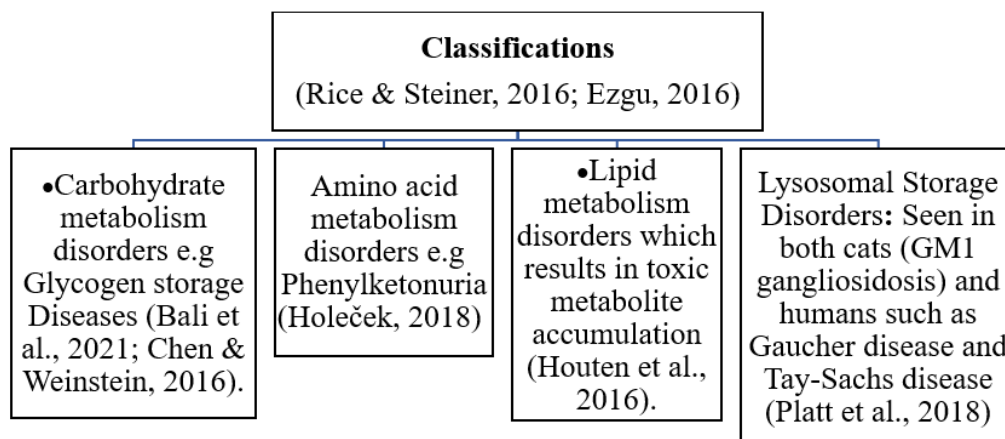 Classifications
(Rice & Steiner, 2016; Ezgu, 2016)
•Carbohydrate
metabolism
disorders e.g
Glycogen storage
Diseases (Bali et
al., 2021; Chen &
Weinstein, 2016).
Amino acid
metabolism
disorders e.g
Phenylketonuria
(Holeček, 2018)
•Lipid
metabolism
disorders which
results in toxic
metabolite
accumulation
(Houten et al.,
2016).
Lysosomal Storage
Disorders: Seen in
both cats (GM1
gangliosidosis) and
humans such as
Gaucher disease and
Tay-Sachs disease
(Platt et al., 2018)